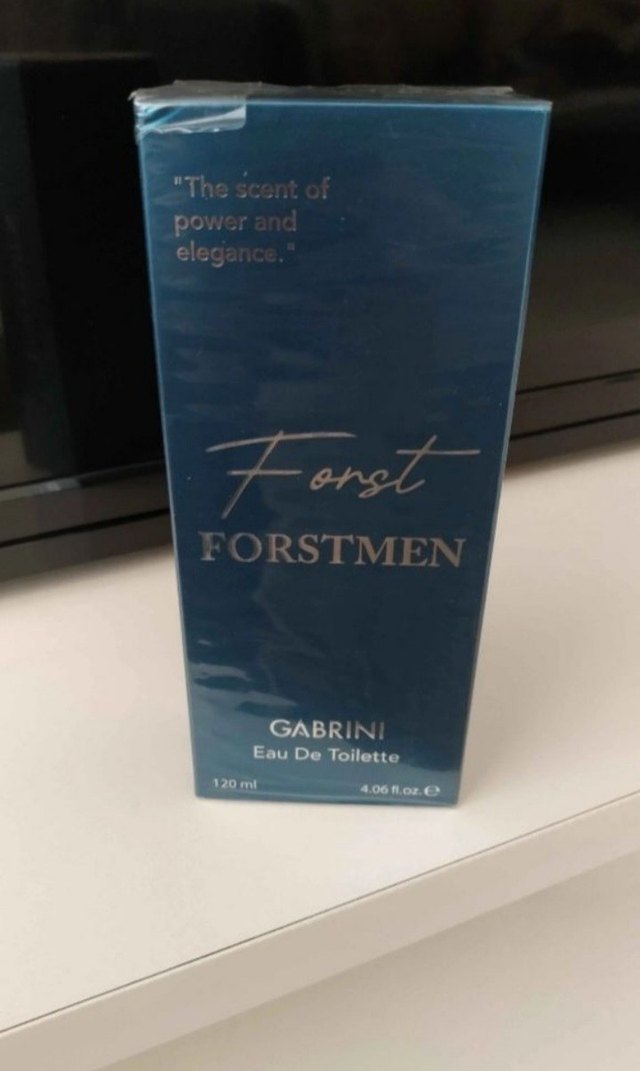 "The scent of
power and
elegance."
Forst
FORSTMEN
GABRINI
Eau De Toilette
120 ml
4.06 fl.oz. ℮